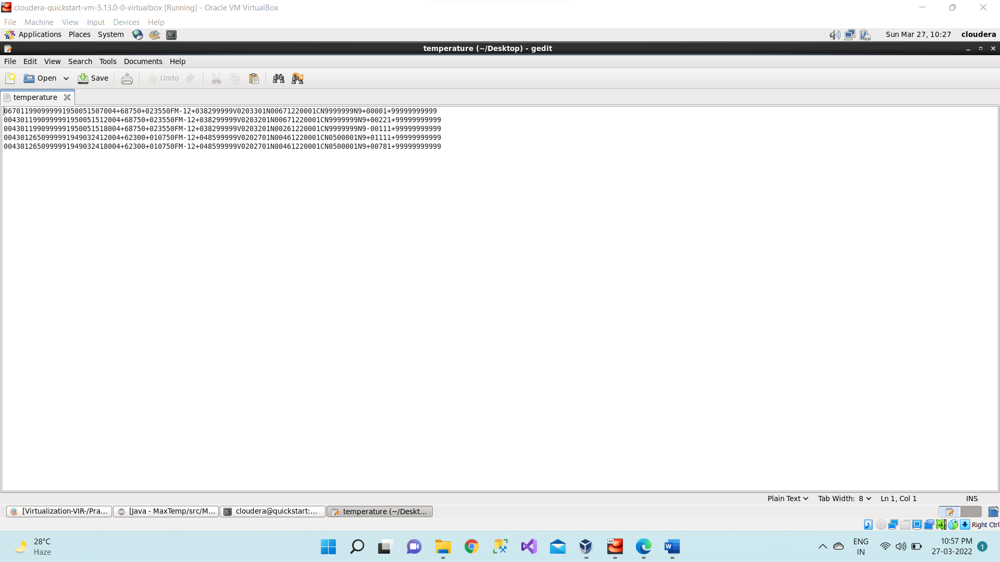 cloudera-quickstart-vm-5.13.0-0-virtualbox [Running] - Oracle VM VirtualBox
File Machine View Input Devices Help
Applications Places System Sun Mar 27, 10:27 cloudera
temperature (~/Desktop) - gedit
File Edit View Search Tools Documents Help
Open Save Undo
temperature
0670119909999991950051507004+68750+023550FM-12+038299999V0203301N00671220001CN9999999N9+00001+99999999999
0043011990999991950051512004+68750+023550FM-12+038299999V0203201N00671220001CN9999999N9+00221+99999999999
0043011990999991950051518004+68750+023550FM-12+038299999V0203201N00261220001CN9999999N9-00111+99999999999
0043012650999991949032412004+62300+010750FM-12+048599999V0202701N00461220001CN0500001N9+01111+99999999999
0043012650999991949032418004+62300+010750FM-12+048599999V0202701N00461220001CN0500001N9+00781+99999999999
Plain Text Tab Width: 8 Ln 1, Col 1 INS
[Virtualization-VIR-/Pra... [Java - MaxTemp/src/M... cloudera@quickstart:... temperature (~/Deskt...
Right Ctrl
28°C
Haze
ENG
IN
10:57 PM
27-03-2022
1